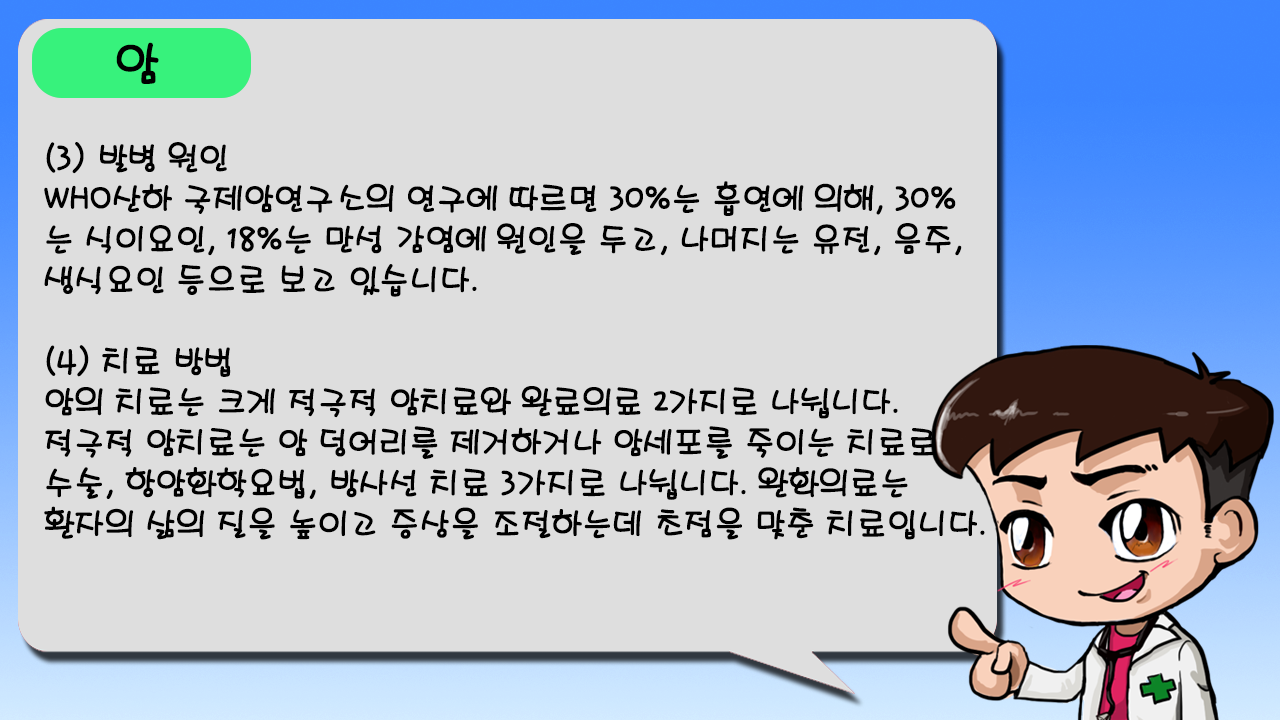 암
(3) 발병 원인
WHO산하 국제암연구소의 연구에 따르면 30%는 흡연에 의해, 30%
는 식이요인, 18%는 만성 감염에 원인을 두고, 나머지는 유전, 음주,
생식요인 등으로 보고 있습니다.
(4) 치료 방법
암의 치료는 크게 적극적 암치료와 완료의료 2가지로 나뉩니다.
적극적 암치료는 암 덩어리를 제거하거나 암세포를 죽이는 치료로
수술, 항암화학요법, 방사선 치료 3가지로 나뉩니다. 완화의료는
환자의 삶의 질을 높이고 증상을 조절하는데 초점을 맞춘 치료입니다.